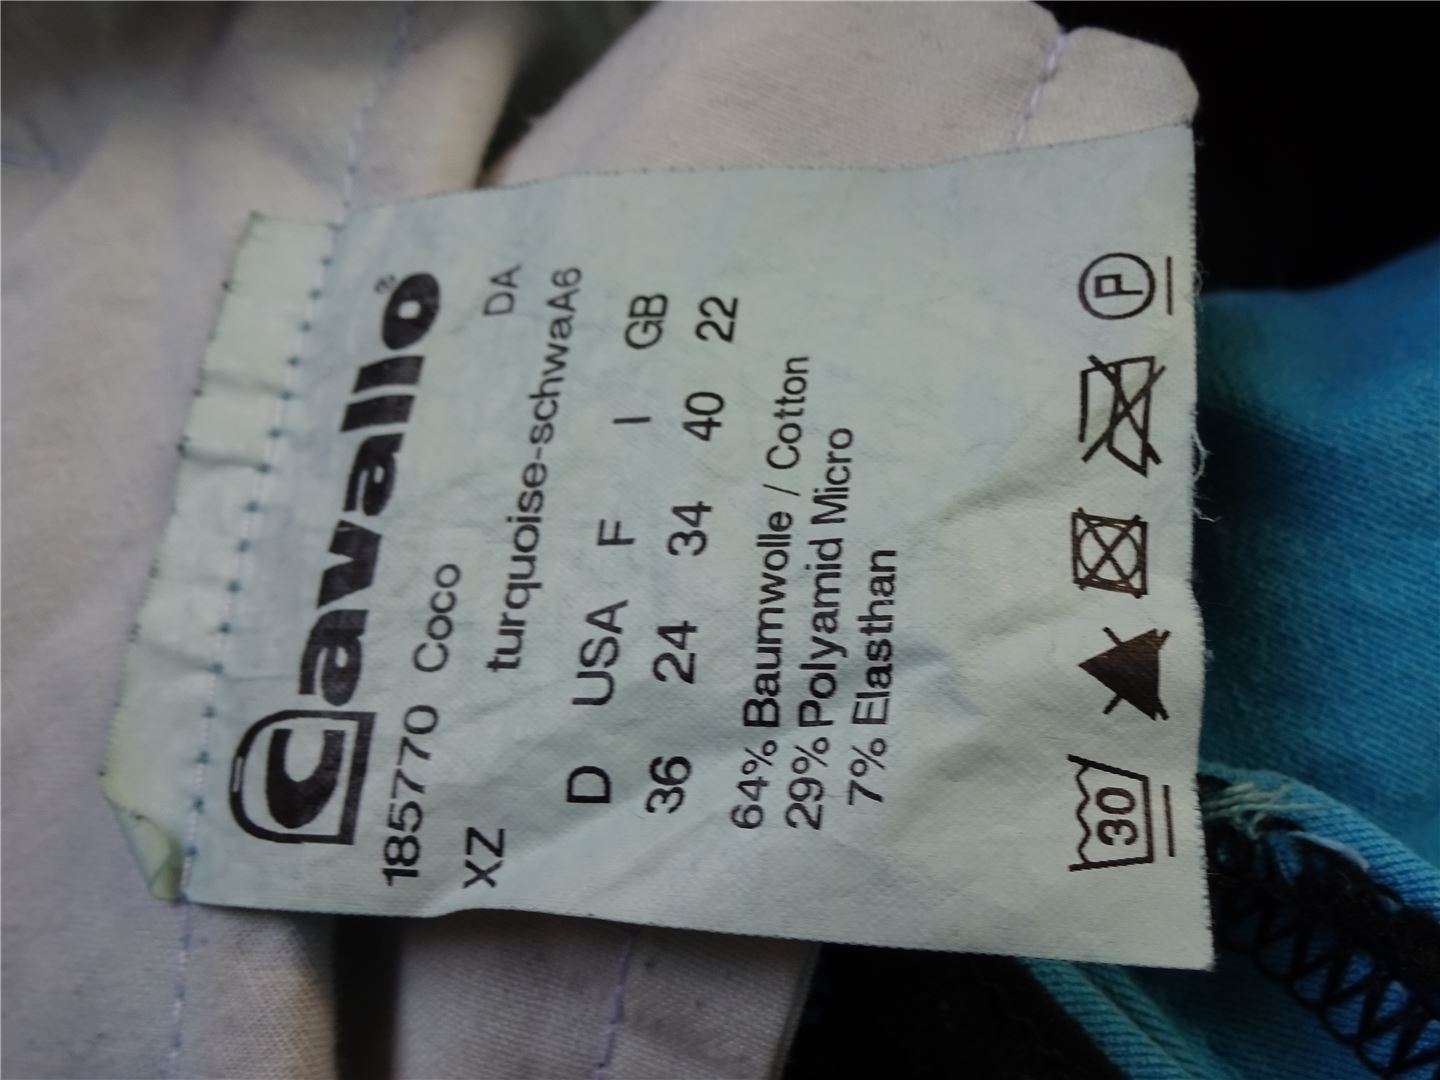 Cavallo®
185770 Coco
XZ DA
turquoise-schwaA6
D USA F I GB
36 24 34 40 22
64% Baumwolle / Cotton
29% Polyamid Micro
7% Elasthan
30 P